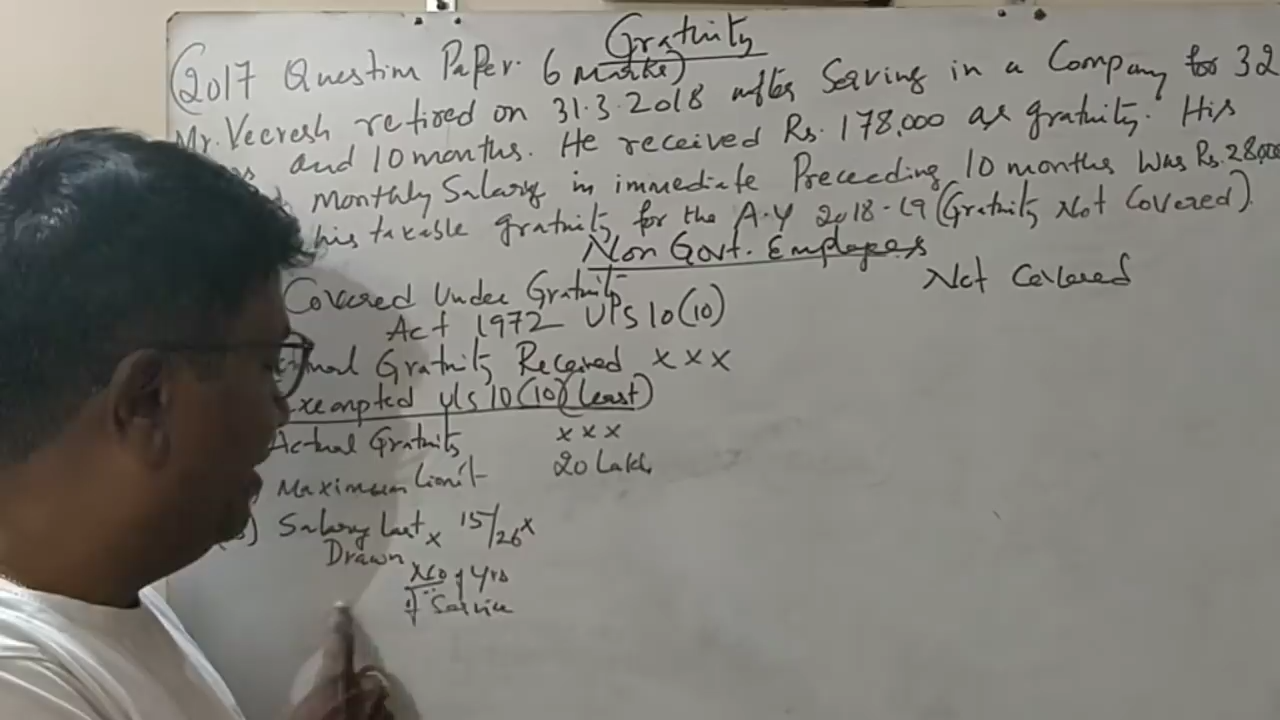 Gratuity
(2017 Question Paper. 6 marks)
Mr. Veeresh retired on 31.3.2018 after Serving in a Company for 32
and 10 months. He received Rs. 178,000 as gratuity. His
monthly Salary in immediate Preceeding 10 months was Rs. 28,000
his taxable gratuity for the A.Y 2018-19 (Gratuity Not Covered).
Non Govt. Employees
Covered Under Gratuity
Act 1972 U/s 10(10)
Not Covered
Gratuity Received x x x
u/s 10(10) (least)
Actual Gratuity x x x
Maximum limit 20 Lakh
) Salary last x 15/26 x
Drawn
No of Yrs
of Service